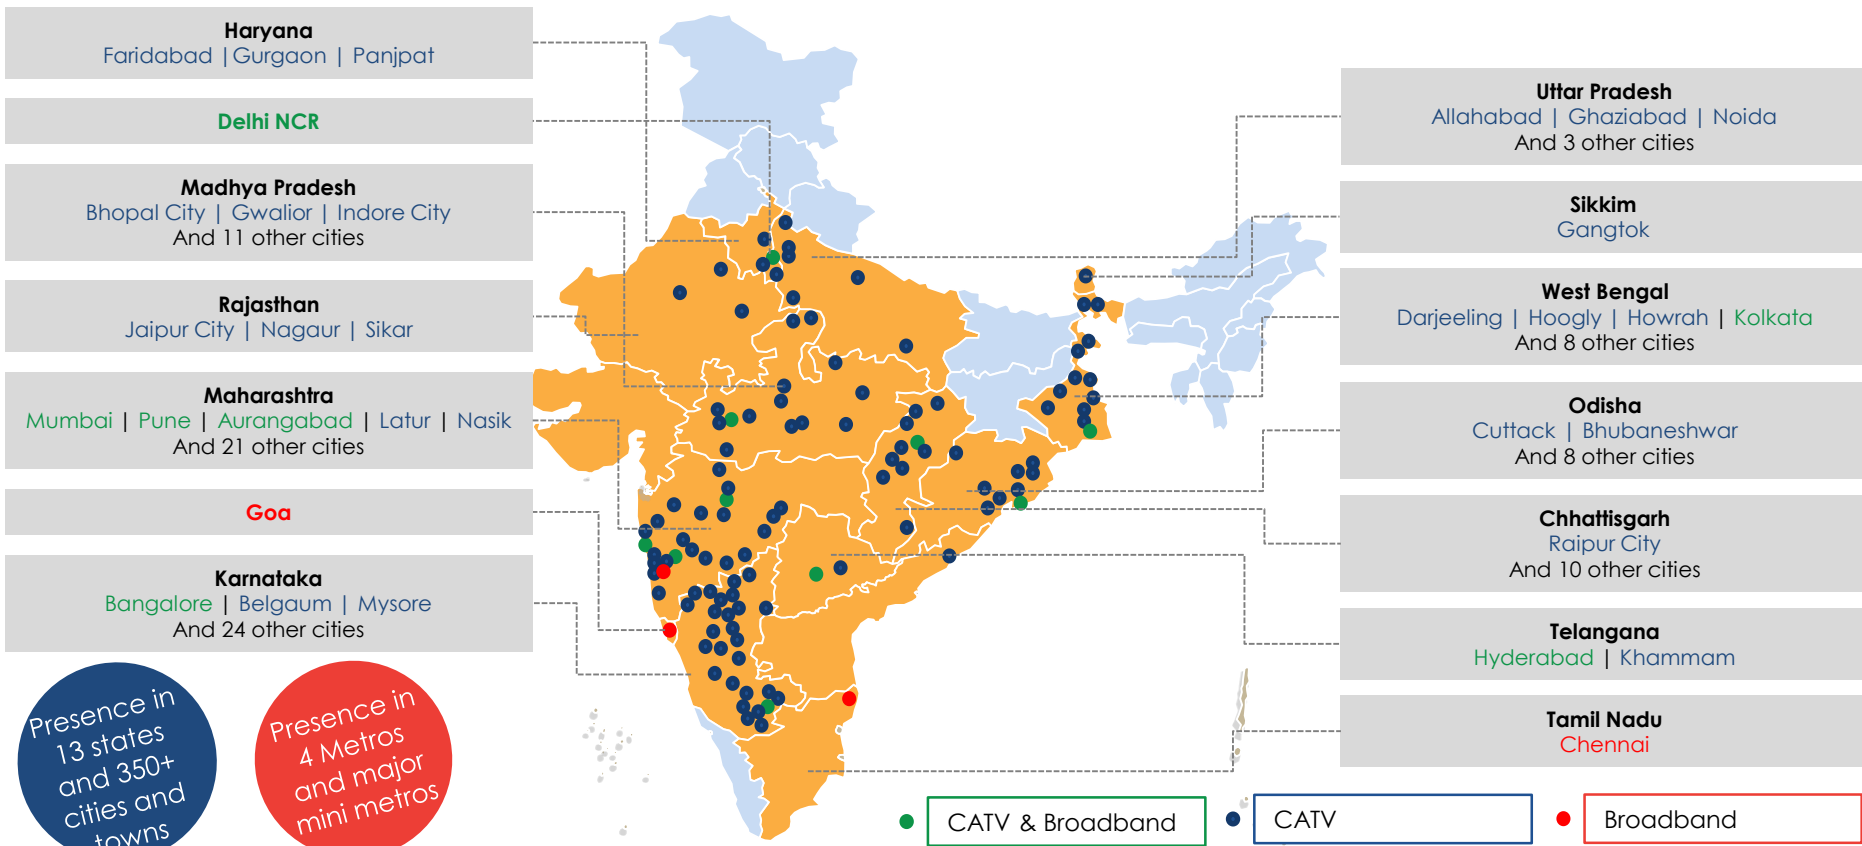 Haryana
Faridabad |Gurgaon | Panjpat
Delhi NCR
Madhya Pradesh
Bhopal City | Gwalior | Indore City
And 11 other cities
Rajasthan
Jaipur City | Nagaur | Sikar
Maharashtra
Mumbai | Pune | Aurangabad | Latur | Nasik
And 21 other cities
Goa
Karnataka
Bangalore | Belgaum | Mysore
And 24 other cities
Presence in
13 states
and 350+
cities and
towns
Presence in
4 Metros
and major
mini metros
Uttar Pradesh
Allahabad | Ghaziabad | Noida
And 3 other cities
Sikkim
Gangtok
West Bengal
Darjeeling | Hoogly | Howrah | Kolkata
And 8 other cities
Odisha
Cuttack | Bhubaneshwar
And 8 other cities
Chhattisgarh
Raipur City
And 10 other cities
Telangana
Hyderabad | Khammam
Tamil Nadu
Chennai
CATV & Broadband
CATV
Broadband